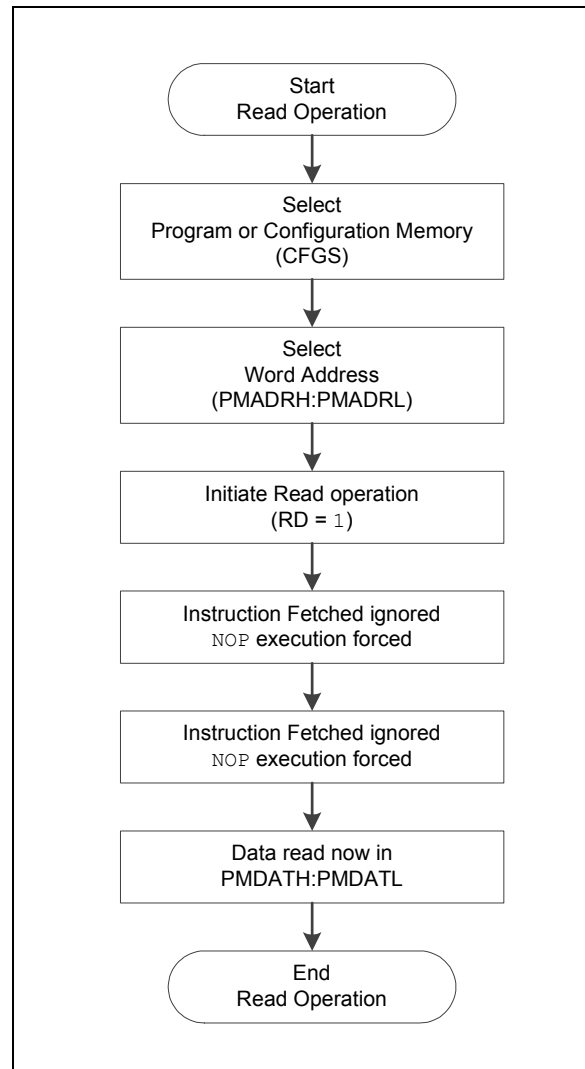 Start
Read Operation
Select
Program or Configuration Memory
(CFGS)
Select
Word Address
(PMADRH:PMADRL)
Initiate Read operation
(RD = 1)
Instruction Fetched ignored
NOP execution forced
Instruction Fetched ignored
NOP execution forced
Data read now in
PMDATH:PMDATL
End
Read Operation